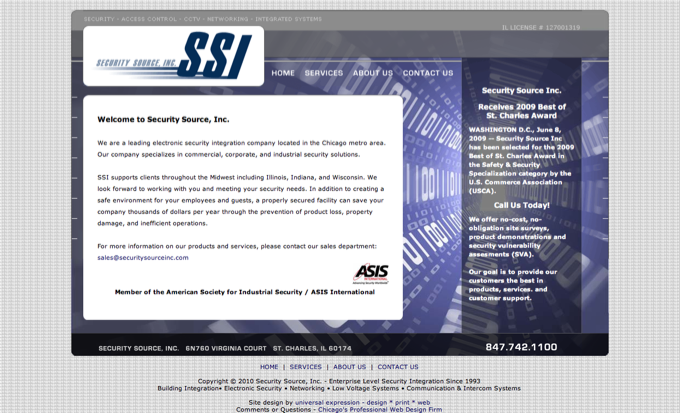 SECURITY - ACCESS CONTROL - CCTV - NETWORKING - INTEGRATED SYSTEMS
IL LICENSE # 127001319
SECURITY SOURCE, INC. SSI
HOME SERVICES ABOUT US CONTACT US
Welcome to Security Source, Inc.
We are a leading electronic security integration company located in the Chicago metro area.
Our company specializes in commercial, corporate, and industrial security solutions.
SSI supports clients throughout the Midwest including Illinois, Indiana, and Wisconsin. We
look forward to working with you and meeting your security needs. In addition to creating a
safe environment for your employees and guests, a properly secured facility can save your
company thousands of dollars per year through the prevention of product loss, property
damage, and inefficient operations.
For more information on our products and services, please contact our sales department:
sales@securitysourceinc.com
ASIS
INTERNATIONAL
Advancing Security Worldwide
Member of the American Society for Industrial Security / ASIS International
Security Source Inc.
Receives 2009 Best of
St. Charles Award
WASHINGTON D.C., June 8,
2009 — Security Source Inc
has been selected for the 2009
Best of St. Charles Award in
the Safety & Security
Specialization category by the
U.S. Commerce Association
(USCA).
Call Us Today!
We offer no-cost, no-
obligation site surveys,
product demonstrations and
security vulnerability
assesments (SVA).
Our goal is to provide our
customers the best in
products, services. and
customer support.
SECURITY SOURCE, INC. 6N760 VIRGINIA COURT ST. CHARLES, IL 60174
847.742.1100
HOME | SERVICES | ABOUT US | CONTACT US
Copyright © 2010 Security Source, Inc. - Enterprise Level Security Integration Since 1993
Building Integration• Electronic Security • Networking • Low Voltage Systems • Communication & Intercom Systems
Site design by universal expression - design * print * web
Comments or Questions - Chicago's Professional Web Design Firm